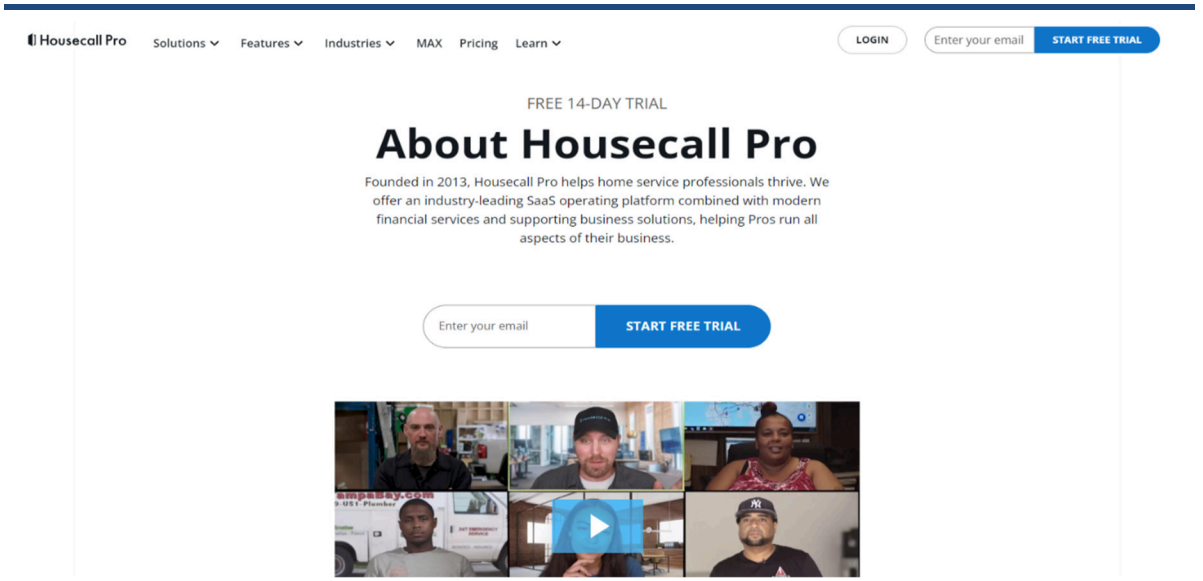 Housecall Pro
Solutions
Features
Industries
MAX
Pricing
Learn
LOGIN
Enter your email
START FREE TRIAL
FREE 14-DAY TRIAL
About Housecall Pro
Founded in 2013, Housecall Pro helps home service professionals thrive. We
offer an industry-leading SaaS operating platform combined with modern
financial services and supporting business solutions, helping Pros run all
aspects of their business.
Enter your email
START FREE TRIAL
ampaBay.com
9-US1-Plumber